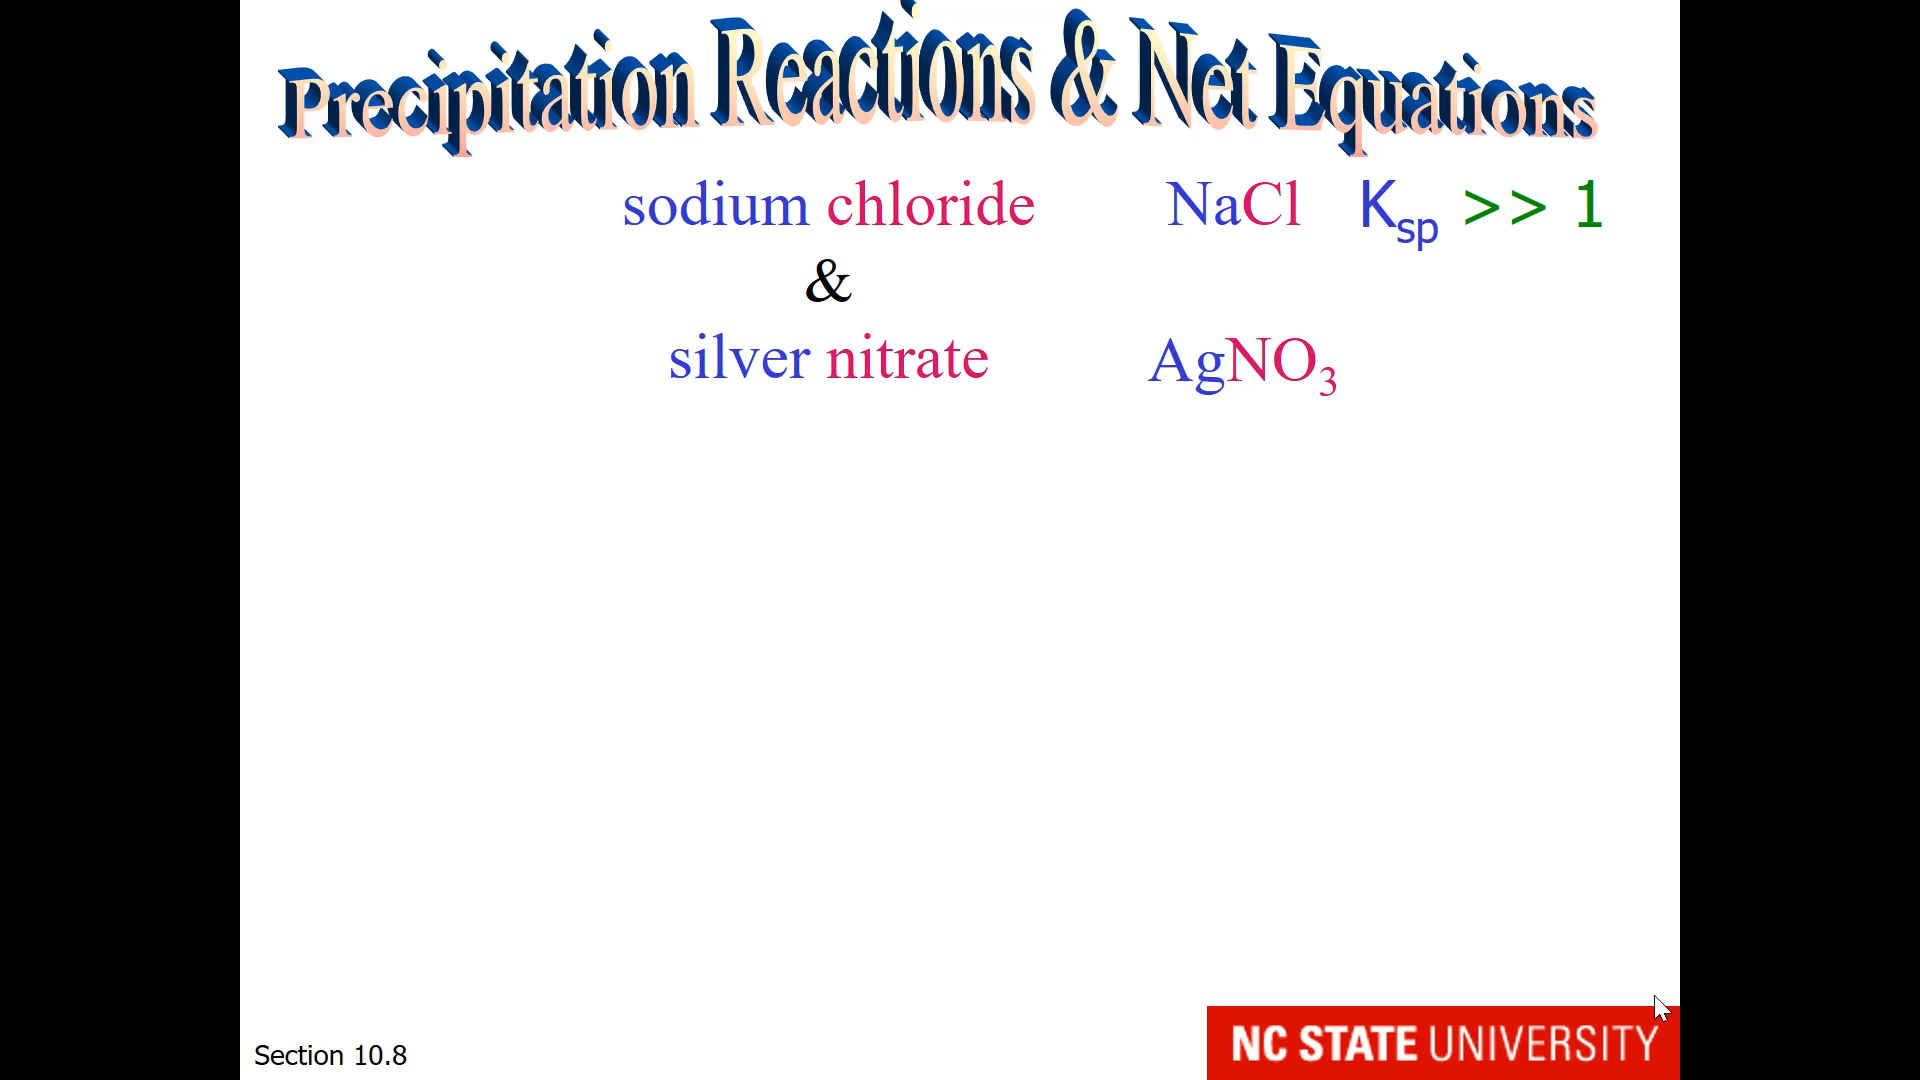 Precipitation Reactions & Net Equations
sodium chloride NaCl Ksp >> 1
&
silver nitrate AgNO3
Section 10.8
NC STATE UNIVERSITY